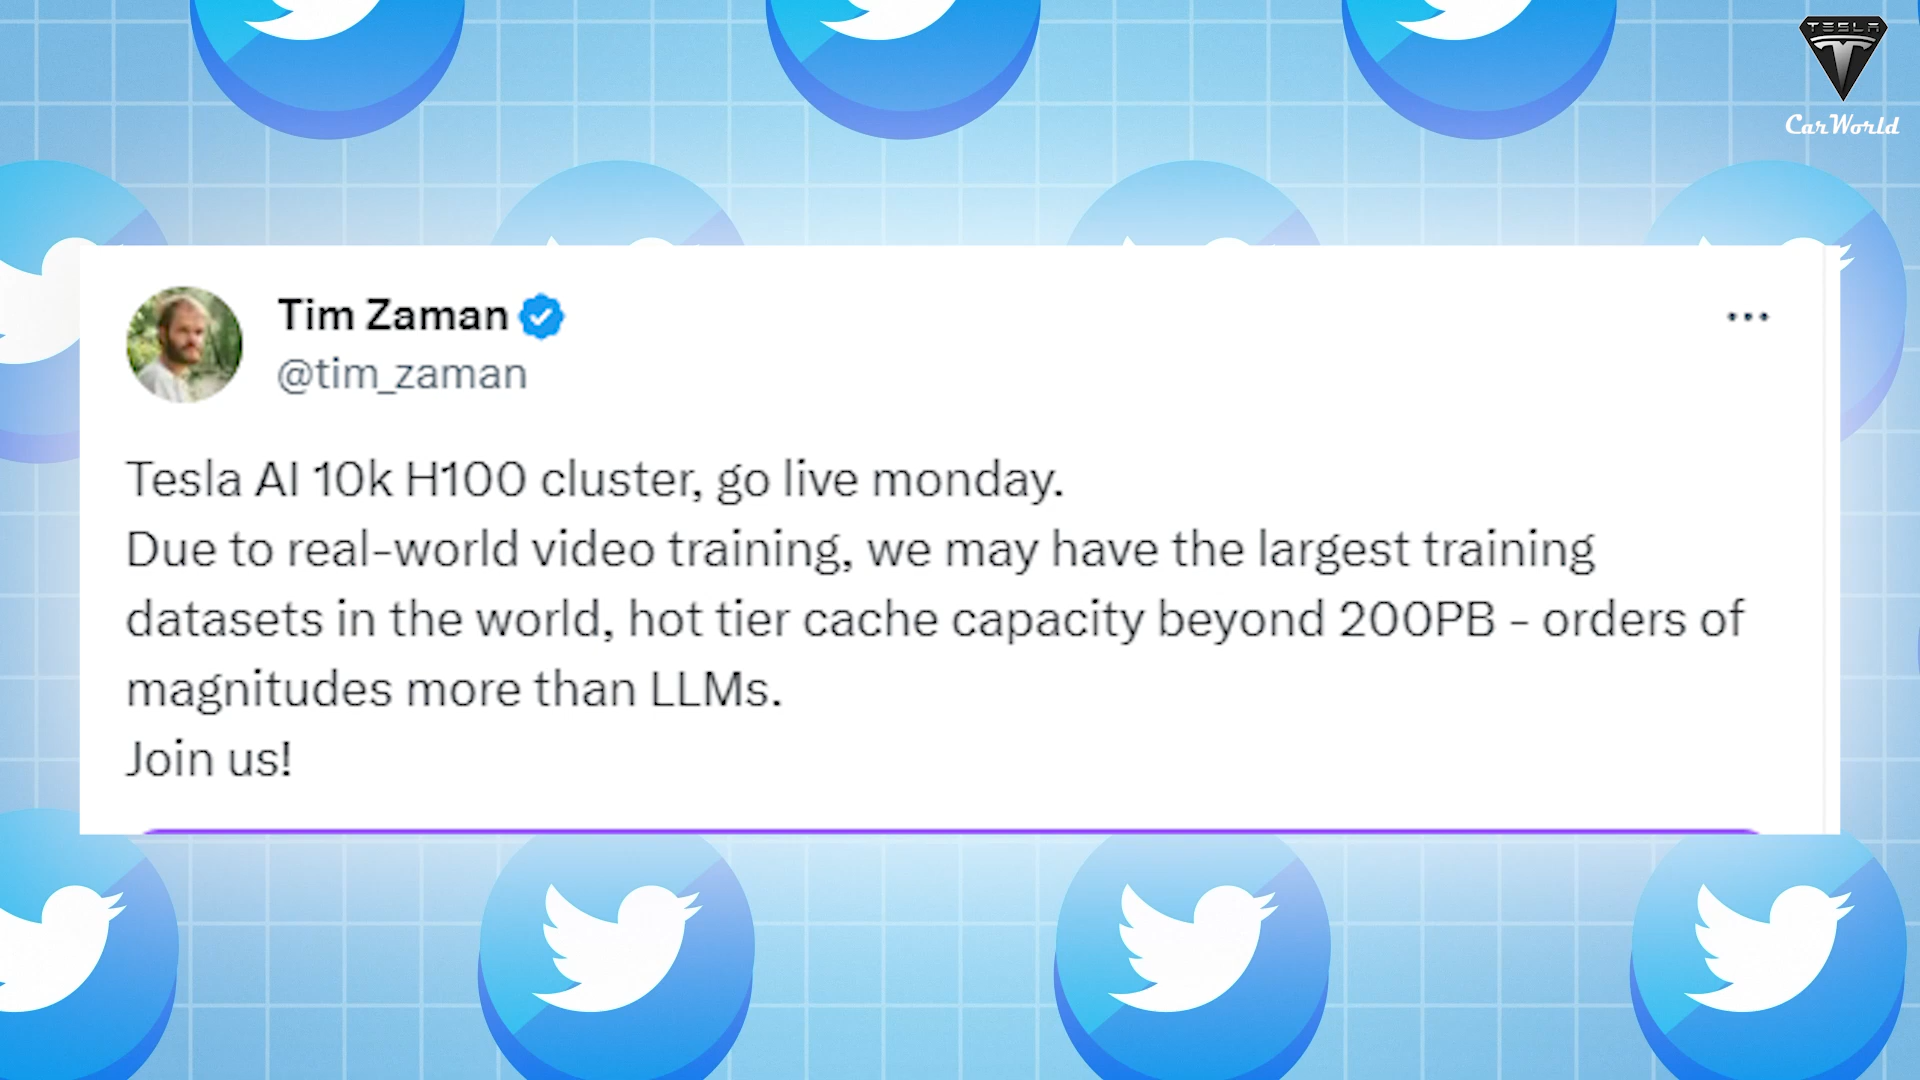 TESLA
CarWorld
Tim Zaman
@tim_zaman
Tesla AI 10k H100 cluster, go live monday.
Due to real-world video training, we may have the largest training
datasets in the world, hot tier cache capacity beyond 200PB - orders of
magnitudes more than LLMs.
Join us!